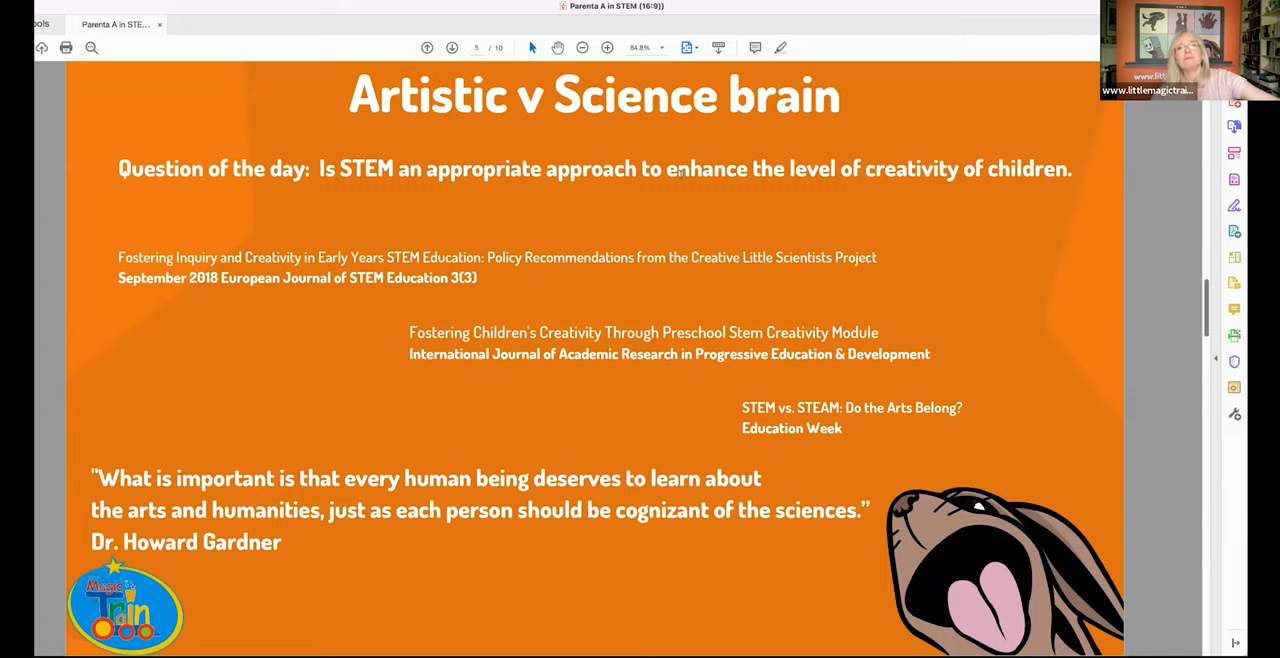 Parenta A in STEM (16:9))
ools
Parenta A in STE... ×
5 / 10
84.8%
www.littlemagictrai...
Artistic v Science brain
Question of the day: Is STEM an appropriate approach to enhance the level of creativity of children.
Fostering Inquiry and Creativity in Early Years STEM Education: Policy Recommendations from the Creative Little Scientists Project
September 2018 European Journal of STEM Education 3(3)
Fostering Children's Creativity Through Preschool Stem Creativity Module
International Journal of Academic Research in Progressive Education & Development
STEM vs. STEAM: Do the Arts Belong?
Education Week
"What is important is that every human being deserves to learn about
the arts and humanities, just as each person should be cognizant of the sciences."
Dr. Howard Gardner
Magic
Train